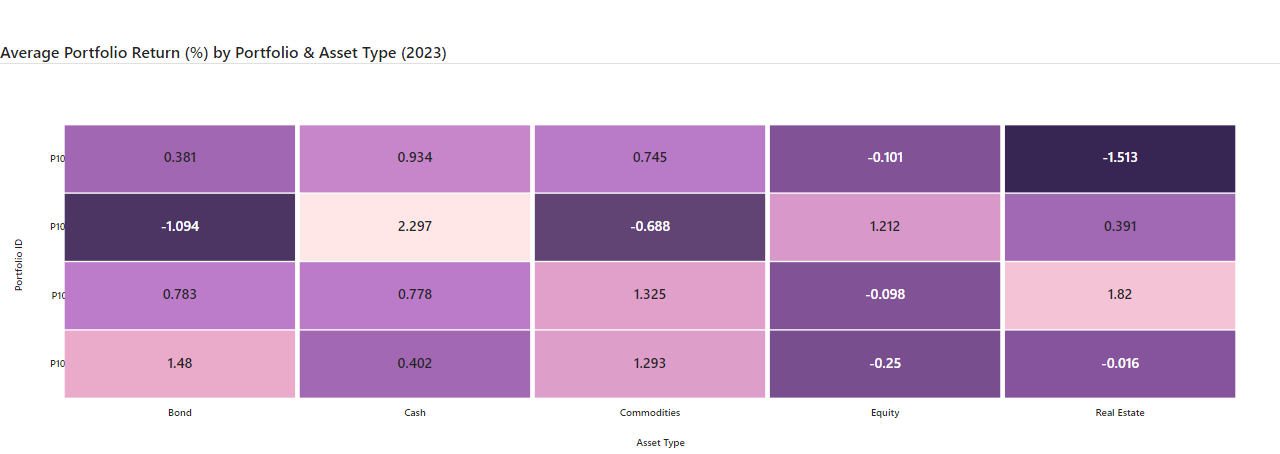 Average Portfolio Return (%) by Portfolio & Asset Type (2023)
P10 0.381 0.934 0.745 -0.101 -1.513
P10 -1.094 2.297 -0.688 1.212 0.391
Portfolio ID
P10 0.783 0.778 1.325 -0.098 1.82
P10 1.48 0.402 1.293 -0.25 -0.016
Bond Cash Commodities Equity Real Estate
Asset Type